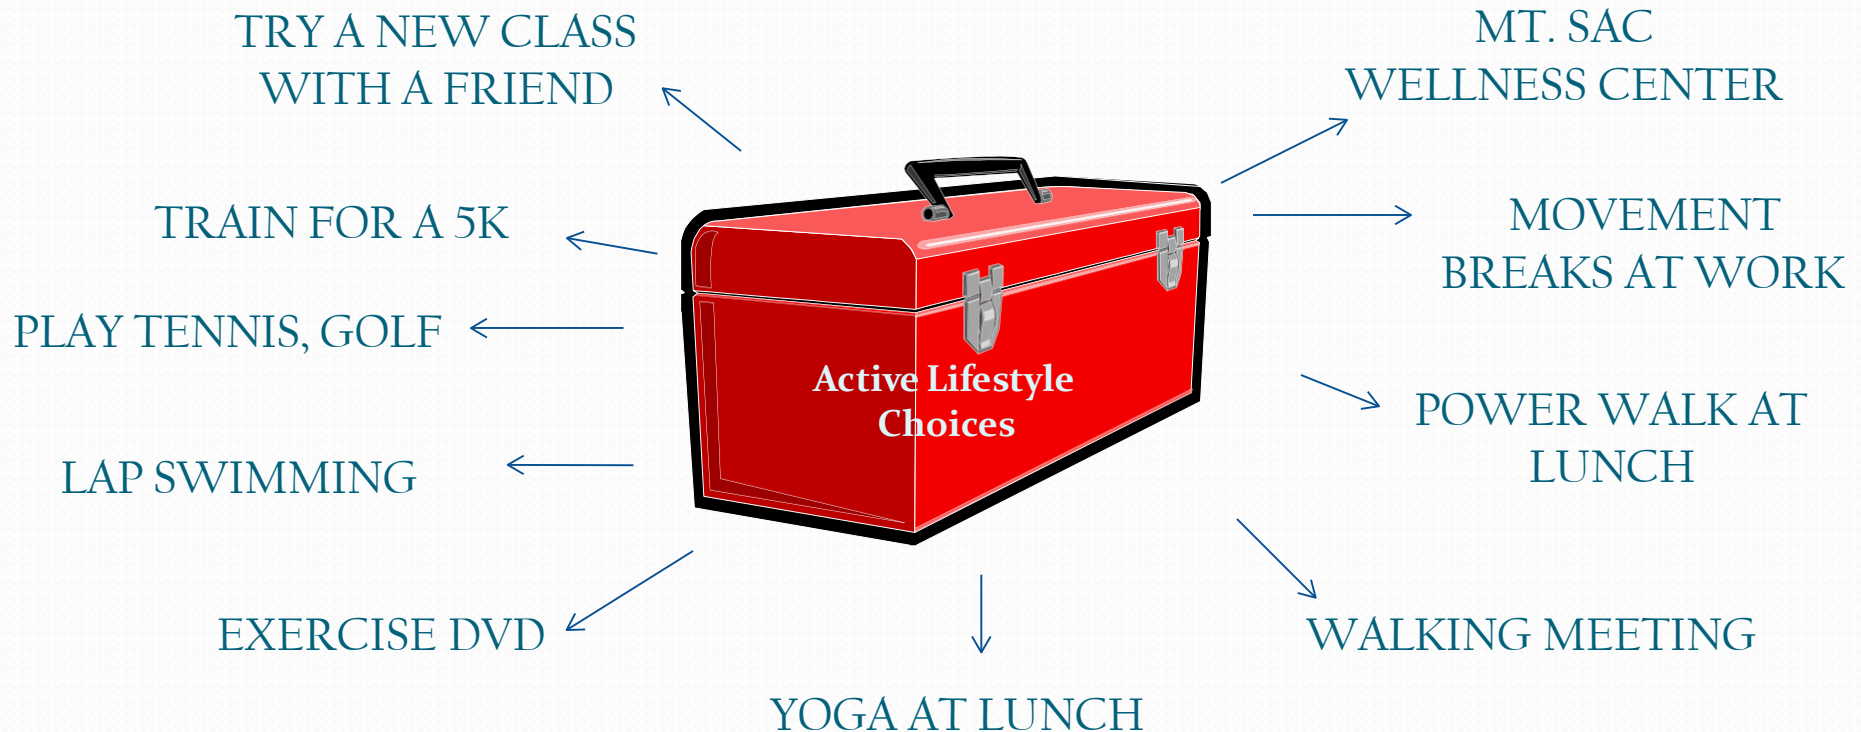 TRY A NEW CLASS
WITH A FRIEND
MT. SAC
WELLNESS CENTER
TRAIN FOR A 5K
MOVEMENT
BREAKS AT WORK
PLAY TENNIS, GOLF
Active Lifestyle
Choices
POWER WALK AT
LUNCH
LAP SWIMMING
EXERCISE DVD
WALKING MEETING
YOGA AT LUNCH